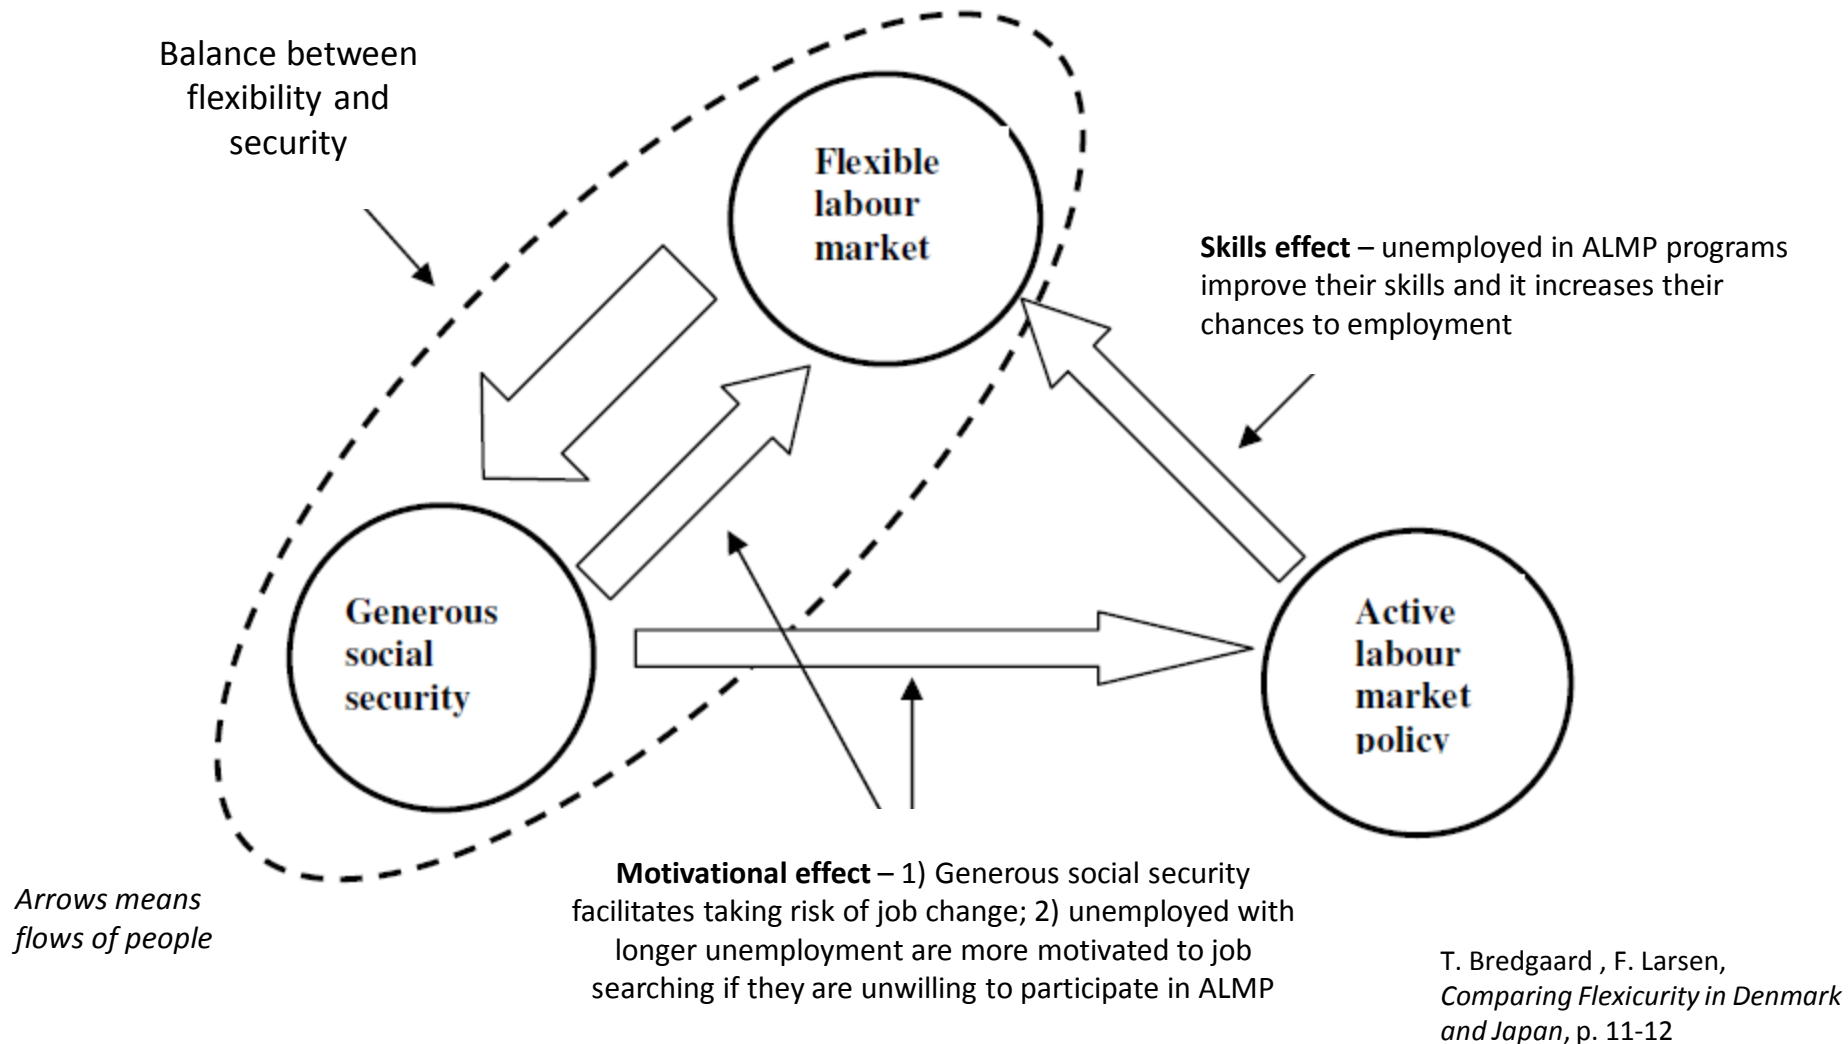 Balance between
flexibility and
security
Flexible
labour
market
Skills effect – unemployed in ALMP programs
improve their skills and it increases their
chances to employment
Generous
social
security
Active
labour
market
policy
Motivational effect – 1) Generous social security
facilitates taking risk of job change; 2) unemployed with
longer unemployment are more motivated to job
searching if they are unwilling to participate in ALMP
Arrows means
flows of people
T. Bredgaard , F. Larsen,
Comparing Flexicurity in Denmark
and Japan, p. 11-12